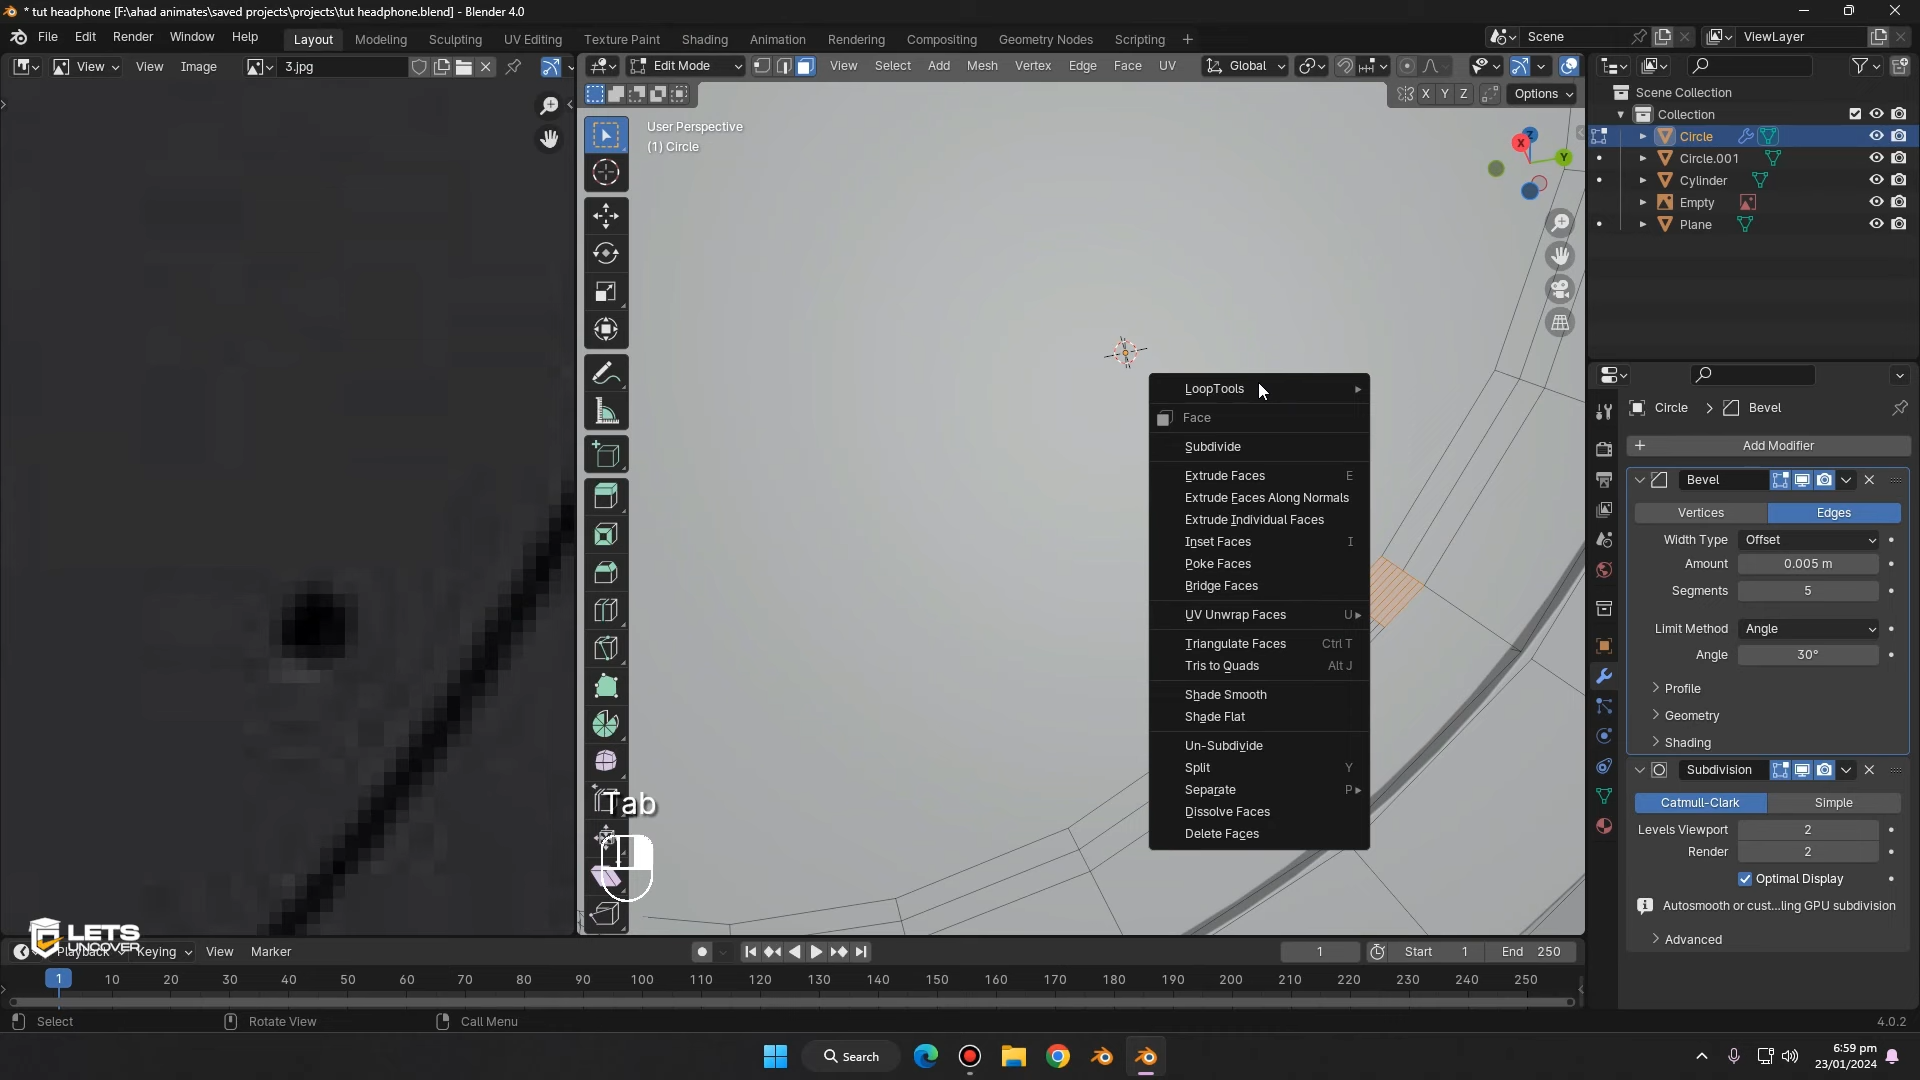 * tut headphone [F:\ahad animates\saved projects\projects\tut headphone.blend] - Blender 4.0
File Edit Render Window Help Layout Modeling Sculpting UV Editing Texture Paint Shading Animation Rendering Compositing Geometry Nodes Scripting + Scene ViewLayer
View View Image 3.jpg Edit Mode View Select Add Mesh Vertex Edge Face UV Global
X Y Z Options
User Perspective
(1) Circle
Z X Y
Scene Collection
Collection
Circle
Circle.001
Cylinder
Empty
Plane
LoopTools
Face
Subdivide
Extrude Faces E
Extrude Faces Along Normals
Extrude Individual Faces
Inset Faces I
Poke Faces
Bridge Faces
UV Unwrap Faces U
Triangulate Faces Ctrl T
Tris to Quads Alt J
Shade Smooth
Shade Flat
Un-Subdivide
Split Y
Separate P
Dissolve Faces
Delete Faces
Circle > Bevel
+ Add Modifier
Bevel
Vertices Edges
Width Type Offset
Amount 0.005 m
Segments 5
Limit Method Angle
Angle 30°
Profile
Geometry
Shading
Subdivision
Catmull-Clark Simple
Levels Viewport 2
Render 2
Optimal Display
Autosmooth or cust...ling GPU subdivision
Advanced
Tab
LETS
UNCOVER
Playback Keying View Marker 1 Start 1 End 250
1 10 20 30 40 50 60 70 80 90 100 110 120 130 140 150 160 170 180 190 200 210 220 230 240 250
Select Rotate View Call Menu 4.0.2
Search
6:59 pm
23/01/2024